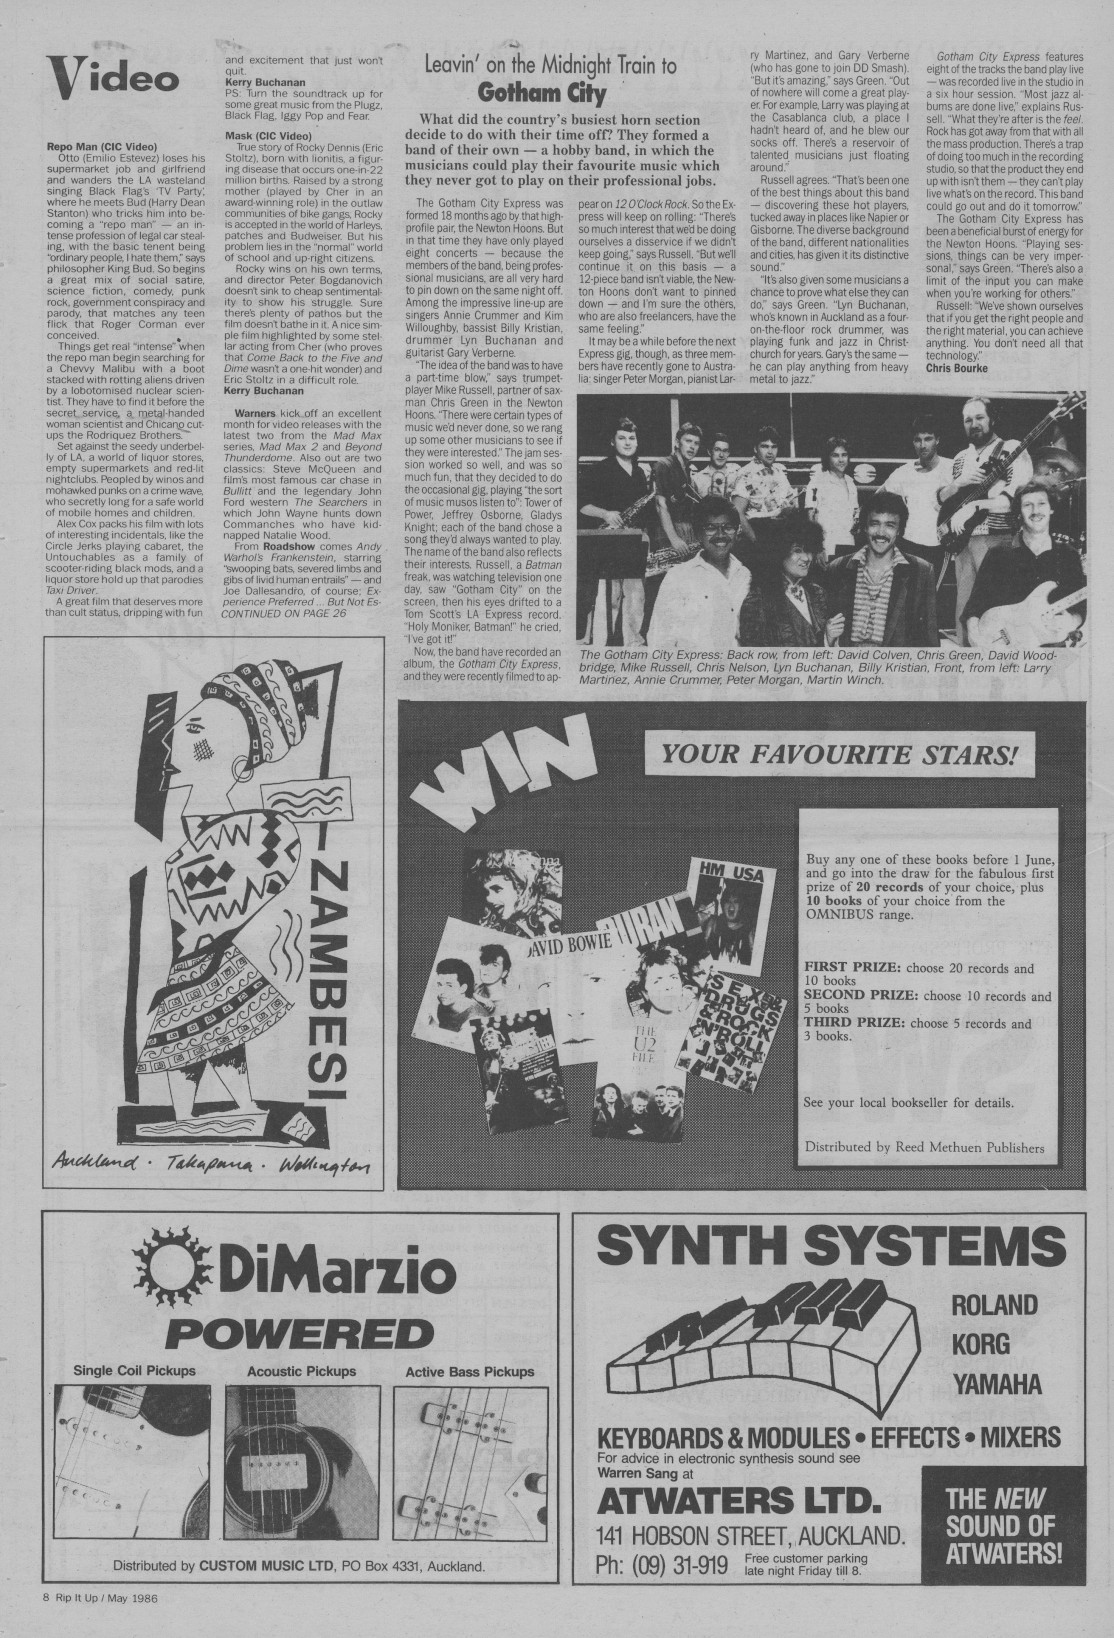 Video
Repo Man (CIC Video)
Otto (Emilio Estevez) loses his
supermarket job and girlfriend
and wanders the LA wasteland
singing Black Flag's 'TV Party',
where he meets Bud (Harry Dean
Stanton) who tricks him into be-
coming a "repo man" — an in-
tense profession of legal car steal-
ing, with the basic tenent being
"ordinary people, I hate them," says
philosopher King Bud. So begins
a great mix of social satire,
science fiction, comedy, punk
rock, government conspiracy and
parody, that matches any teen
flick that Roger Corman ever
conceived.
Things get real "intense" when
the repo man begin searching for
a Chevvy Malibu with a boot
stacked with rotting aliens driven
by a lobotomised nuclear scien-
tist. They have to find it before the
secret service, a metal-handed
woman scientist and Chicano cut-
ups the Rodriquez Brothers.
Set against the seedy underbel-
ly of LA, a world of liquor stores,
empty supermarkets and red-lit
nightclubs. Peopled by winos and
mohawked punks on a crime wave,
who secretly long for a safe world
of mobile homes and children.
Alex Cox packs his film with lots
of interesting incidentals, like the
Circle Jerks playing cabaret, the
Untouchables as a family of
scooter-riding black mods, and a
liquor store hold up that parodies
Taxi Driver.
A great film that deserves more
than cult status, dripping with fun
and excitement that just won't
quit.
Kerry Buchanan
PS: Turn the soundtrack up for
some great music from the Plugz,
Black Flag, Iggy Pop and Fear.
Mask (CIC Video)
True story of Rocky Dennis (Eric
Stoltz), born with lionitis, a figur-
ing disease that occurs one-in-22
million births. Raised by a strong
mother (played by Cher in an
award-winning role) in the outlaw
communities of bike gangs, Rocky
is accepted in the world of Harleys,
patches and Budweiser. But his
problem lies in the "normal" world
of school and up-right citizens.
Rocky wins on his own terms,
and director Peter Bogdanovich
doesn't sink to cheap sentimental-
ity to show his struggle. Sure
there's plenty of pathos but the
film doesn't bathe in it. A nice sim-
ple film highlighted by some stel-
lar acting from Cher (who proves
that Come Back to the Five and
Dime wasn't a one-hit wonder) and
Eric Stoltz in a difficult role.
Kerry Buchanan
Warners kick off an excellent
month for video releases with the
latest two from the Mad Max
series, Mad Max 2 and Beyond
Thunderdome. Also out are two
classics: Steve McQueen and
film's most famous car chase in
Bullitt and the legendary John
Ford western The Searchers in
which John Wayne hunts down
Commanches who have kid-
napped Natalie Wood.
From Roadshow comes Andy
Warhol's Frankenstein, starring
"swooping bats, severed limbs and
gibs of livid human entrails" — and
Joe Dallesandro, of course; Ex-
perience Preferred ... But Not Es-
CONTINUED ON PAGE 26
Leavin' on the Midnight Train to
Gotham City
What did the country's busiest horn section
decide to do with their time off? They formed a
band of their own — a hobby band, in which the
musicians could play their favourite music which
they never got to play on their professional jobs.
The Gotham City Express was
formed 18 months ago by that high-
profile pair, the Newton Hoons. But
in that time they have only played
eight concerts — because the
members of the band, being profes-
sional musicians, are all very hard
to pin down on the same night off.
Among the impressive line-up are
singers Annie Crummer and Kim
Willoughby, bassist Billy Kristian,
drummer Lyn Buchanan and
guitarist Gary Verberne.
"The idea of the band was to have
a part-time blow," says trumpet-
player Mike Russell, partner of sax-
man Chris Green in the Newton
Hoons. "There were certain types of
music we'd never done, so we rang
up some other musicians to see if
they were interested." The jam ses-
sion worked so well, and was so
much fun, that they decided to do
the occasional gig, playing "the sort
of music musos listen to": Tower of
Power, Jeffrey Osborne, Gladys
Knight; each of the band chose a
song they'd always wanted to play.
The name of the band also reflects
their interests. Russell, a Batman
freak, was watching television one
day, saw "Gotham City" on the
screen, then his eyes drifted to a
Tom Scott's LA Express record.
"Holy Moniker, Batman!" he cried,
"I've got it!"
Now, the band have recorded an
album, the Gotham City Express,
and they were recently filmed to ap-
pear on 12 O'Clock Rock. So the Ex-
press will keep on rolling: "There's
so much interest that we'd be doing
ourselves a disservice if we didn't
keep going," says Russell. "But we'll
continue it on this basis — a
12-piece band isn't viable, the New-
ton Hoons don't want to pinned
down — and I'm sure the others,
who are also freelancers, have the
same feeling."
It may be a while before the next
Express gig, though, as three mem-
bers have recently gone to Austra-
lia: singer Peter Morgan, pianist Lar-
ry Martinez, and Gary Verberne
(who has gone to join DD Smash).
"But it's amazing," says Green. "Out
of nowhere will come a great play-
er. For example, Larry was playing at
the Casablanca club, a place I
hadn't heard of, and he blew our
socks off. There's a reservoir of
talented musicians just floating
around."
Russell agrees. "That's been one
of the best things about this band
— discovering these hot players,
tucked away in places like Napier or
Gisborne. The diverse background
of the band, different nationalities
and cities, has given it its distinctive
sound."
"It's also given some musicians a
chance to prove what else they can
do," says Green. "Lyn Buchanan,
who's known in Auckland as a four-
on-the-floor rock drummer, was
playing funk and jazz in Christ-
church for years. Gary's the same —
he can play anything from heavy
metal to jazz."
Gotham City Express features
eight of the tracks the band play live
— was recorded live in the studio in
a six hour session. "Most jazz al-
bums are done live," explains Rus-
sell. "What they're after is the feel.
Rock has got away from that with all
the mass production. There's a trap
of doing too much in the recording
studio, so that the product they end
up with isn't them — they can't play
live what's on the record. This band
could go out and do it tomorrow."
The Gotham City Express has
been a beneficial burst of energy for
the Newton Hoons. "Playing ses-
sions, things can be very imper-
sonal," says Green. "There's also a
limit of the input you can make
when you're working for others."
Russell: "We've shown ourselves
that if you get the right people and
the right material, you can achieve
anything. You don't need all that
technology."
Chris Bourke
The Gotham City Express: Back row, from left: David Colven, Chris Green, David Wood-
bridge, Mike Russell, Chris Nelson, Lyn Buchanan, Billy Kristian, Front, from left: Larry
Martinez, Annie Crummer, Peter Morgan, Martin Winch.
ZAMBESI
Auckland · Takapuna · Wellington
WIN
YOUR FAVOURITE STARS!
HM USA
DURAN
DAVID BOWIE
SEX
DRUGS
& ROCK
'N' ROLL
THE
U2
FILE
Buy any one of these books before 1 June,
and go into the draw for the fabulous first
prize of 20 records of your choice, plus
10 books of your choice from the
OMNIBUS range.
FIRST PRIZE: choose 20 records and
10 books
SECOND PRIZE: choose 10 records and
5 books
THIRD PRIZE: choose 5 records and
3 books.
See your local bookseller for details.
Distributed by Reed Methuen Publishers
DiMarzio
POWERED
Single Coil Pickups
Acoustic Pickups
Active Bass Pickups
Distributed by CUSTOM MUSIC LTD, PO Box 4331, Auckland.
SYNTH SYSTEMS
ROLAND
KORG
YAMAHA
KEYBOARDS & MODULES • EFFECTS • MIXERS
For advice in electronic synthesis sound see
Warren Sang at
ATWATERS LTD.
141 HOBSON STREET, AUCKLAND.
Ph: (09) 31-919
Free customer parking
late night Friday till 8.
THE NEW
SOUND OF
ATWATERS!
8 Rip It Up / May 1986